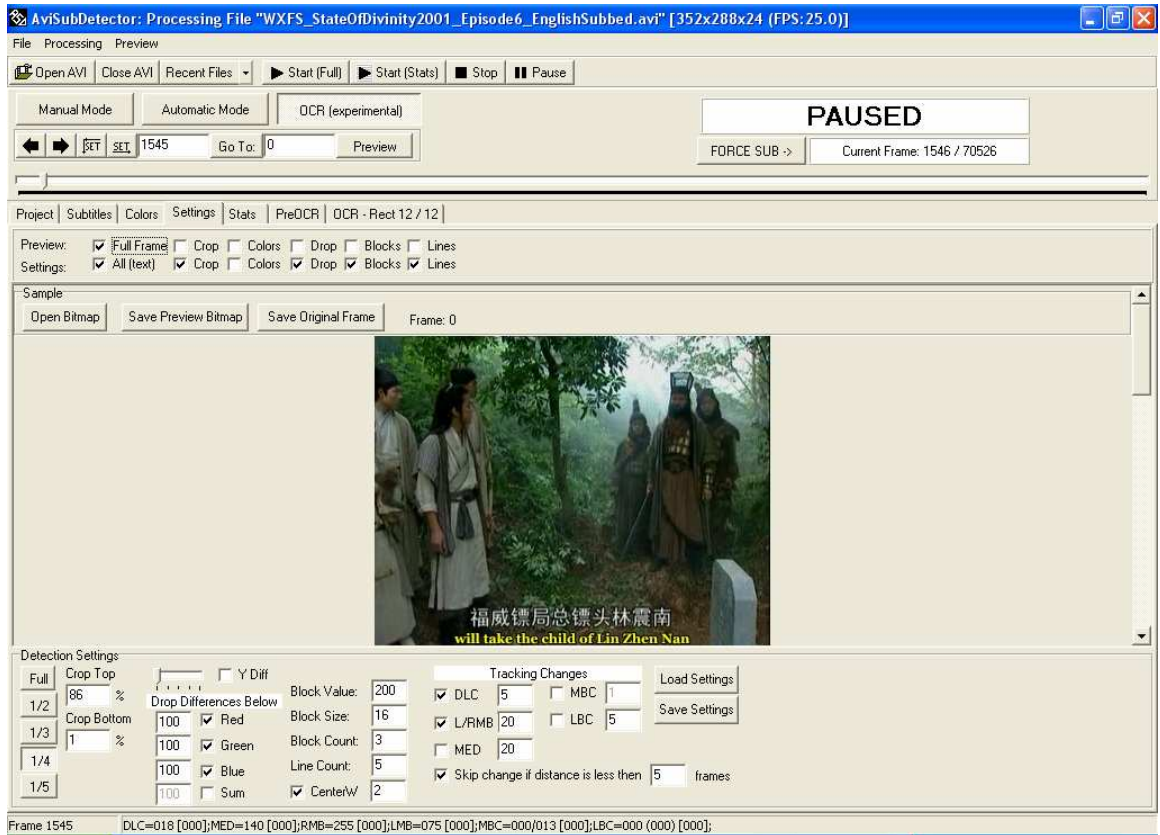 AviSubDetector: Processing File "WXFS_StateOfDivinity2001_Episode6_EnglishSubbed.avi" [352x288x24 (FPS:25.0)]
File Processing Preview
Open AVI Close AVI Recent Files Start (Full) Start (Stats) Stop Pause
Manual Mode Automatic Mode OCR (experimental)
PAUSED
SET SET 1545 Go To: 0 Preview
FORCE SUB -> Current Frame: 1546 / 70526
Project Subtitles Colors Settings Stats PreOCR OCR - Rect 12 / 12
Preview: Full Frame Crop Colors Drop Blocks Lines
Settings: All (text) Crop Colors Drop Blocks Lines
Sample
Open Bitmap Save Preview Bitmap Save Original Frame Frame: 0
福威镖局总镖头林震南
will take the child of Lin Zhen Nan
Detection Settings
Full
1/2
1/3
1/4
1/5
Crop Top
86 %
Crop Bottom
1 %
Y Diff
Drop Differences Below
100 Red
100 Green
100 Blue
100 Sum
Block Value: 200
Block Size: 16
Block Count: 3
Line Count: 5
CenterW 2
Tracking Changes
DLC 5 MBC 1
L/RMB 20 LBC 5
MED 20
Skip change if distance is less then 5 frames
Load Settings
Save Settings
Frame 1545 DLC=018 [000];MED=140 [000];RMB=255 [000];LMB=075 [000];MBC=000/013 [000];LBC=000 (000) [000];